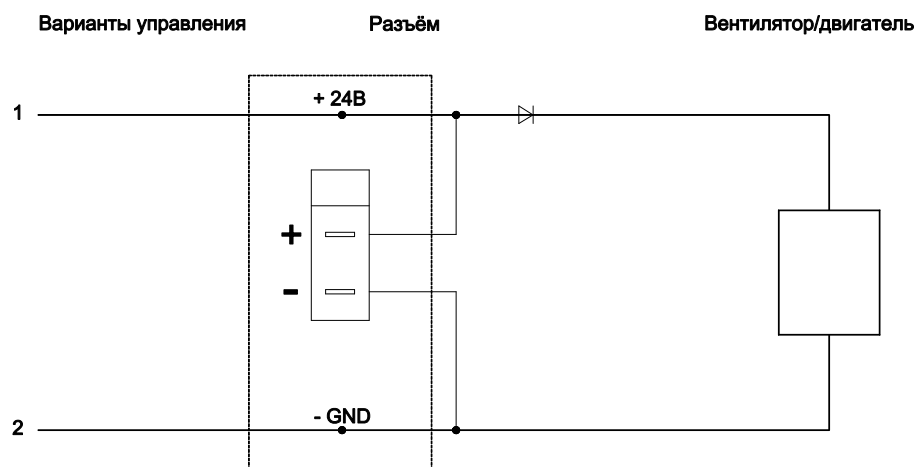 Варианты управления
Разъём
Вентилятор/двигатель
1
+ 24В
+
-
- GND
2